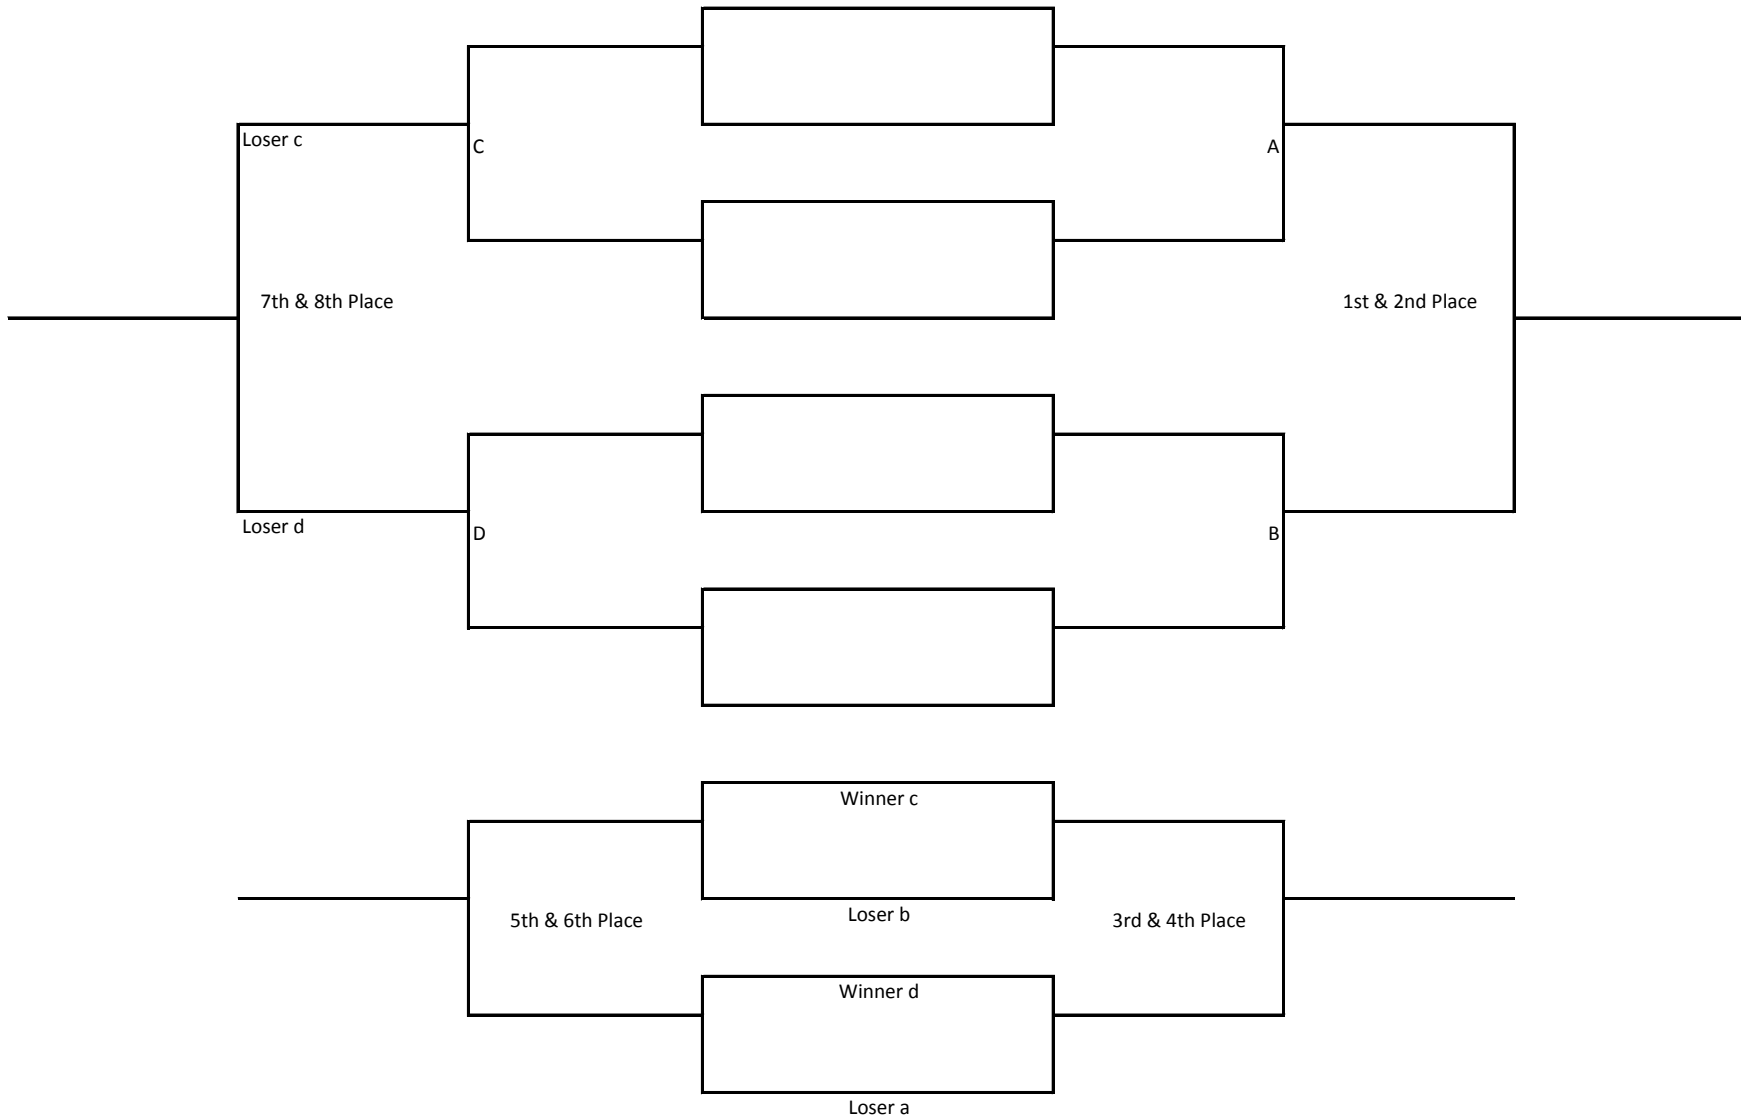 Loser c
C
A
7th & 8th Place
1st & 2nd Place
Loser d
D
B
Winner c
Loser b
5th & 6th Place
3rd & 4th Place
Winner d
Loser a